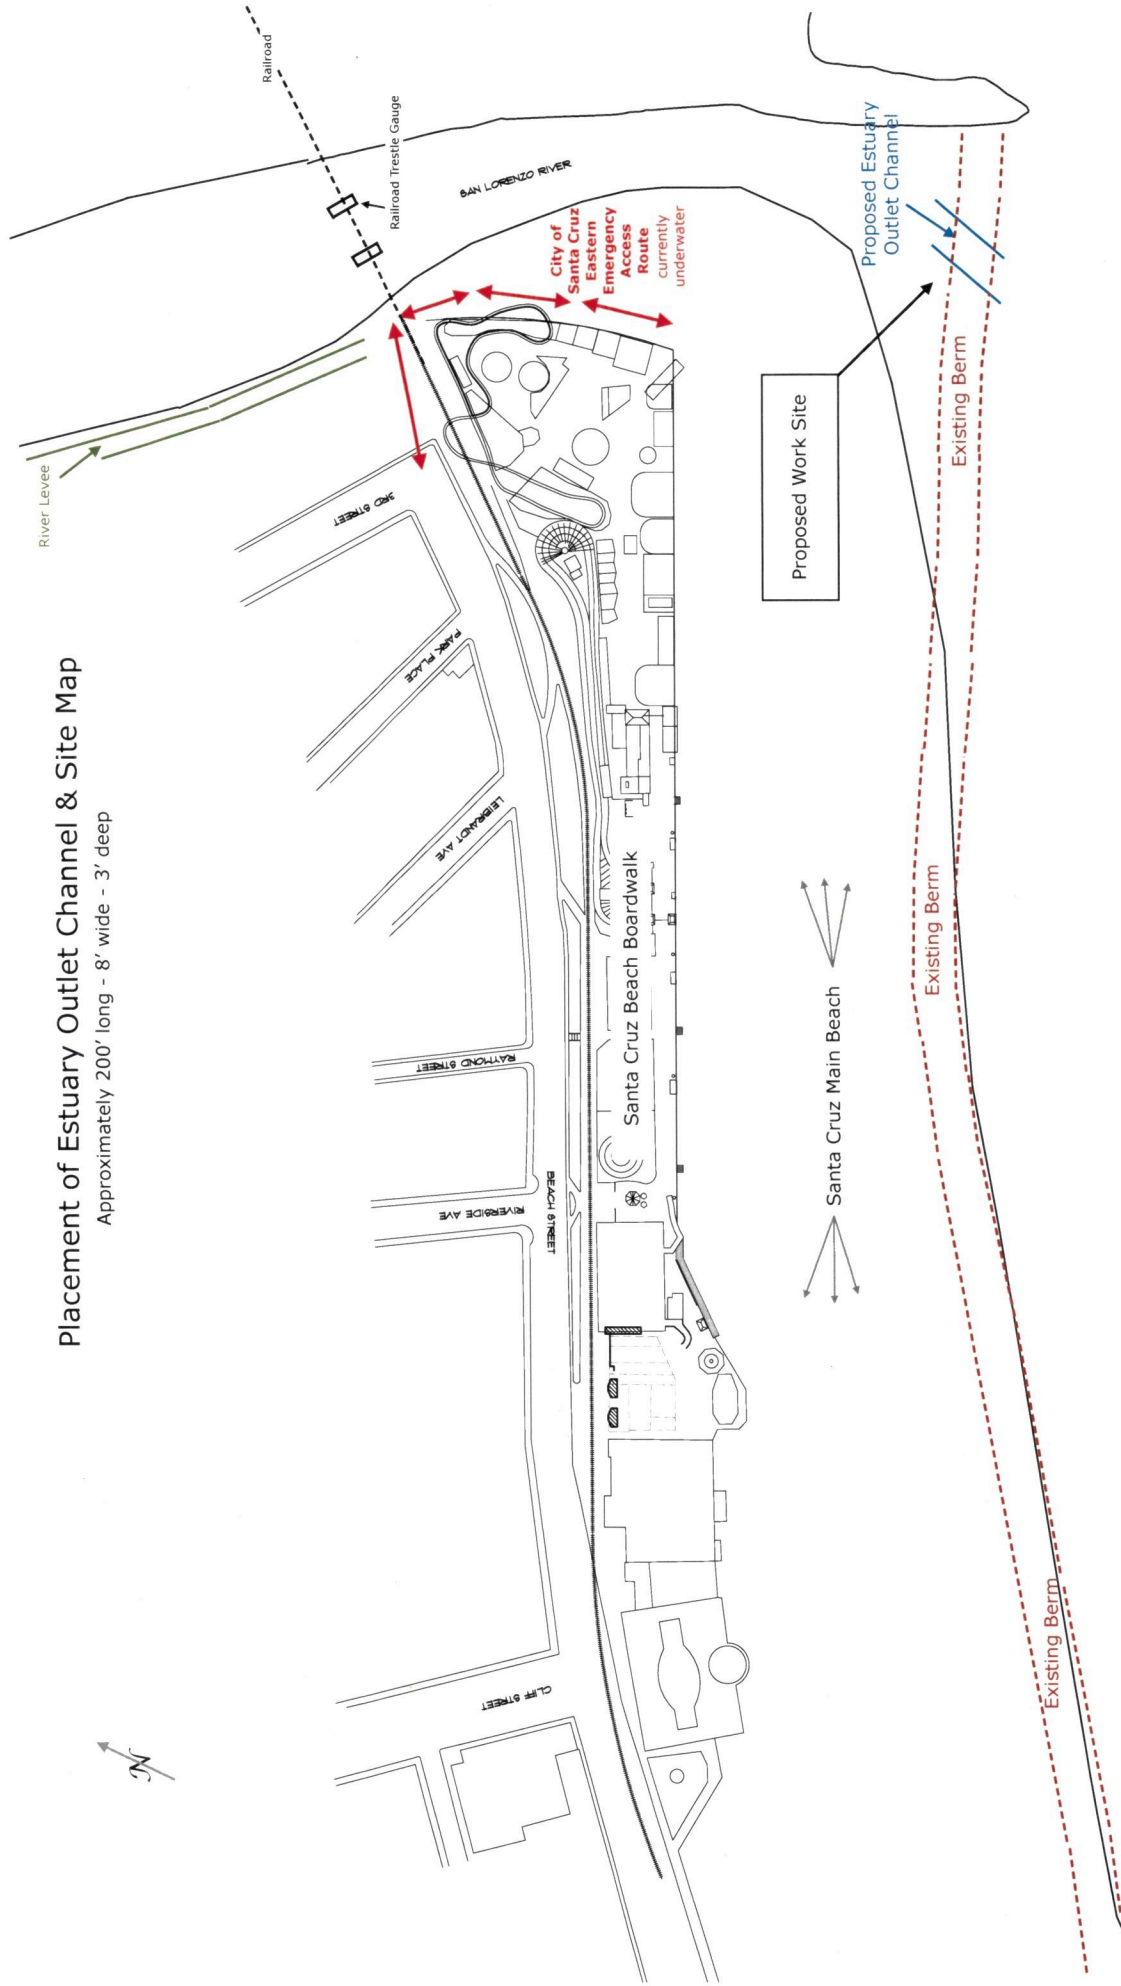 Placement of Estuary Outlet Channel & Site Map
Approximately 200' long - 8' wide - 3' deep
N
River Levee
Railroad
Railroad Trestle Gauge
SAN LORENZO RIVER
City of
Santa Cruz
Eastern
Emergency
Access
Route
currently
underwater
Proposed Estuary
Outlet Channel
Proposed Work Site
3RD STREET
PARK PLACE
LEIBRANDT AVE
RAYMOND STREET
RIVERSIDE AVE
BEACH STREET
CLIFF STREET
Santa Cruz Beach Boardwalk
Santa Cruz Main Beach
Existing Berm
Existing Berm
Existing Berm